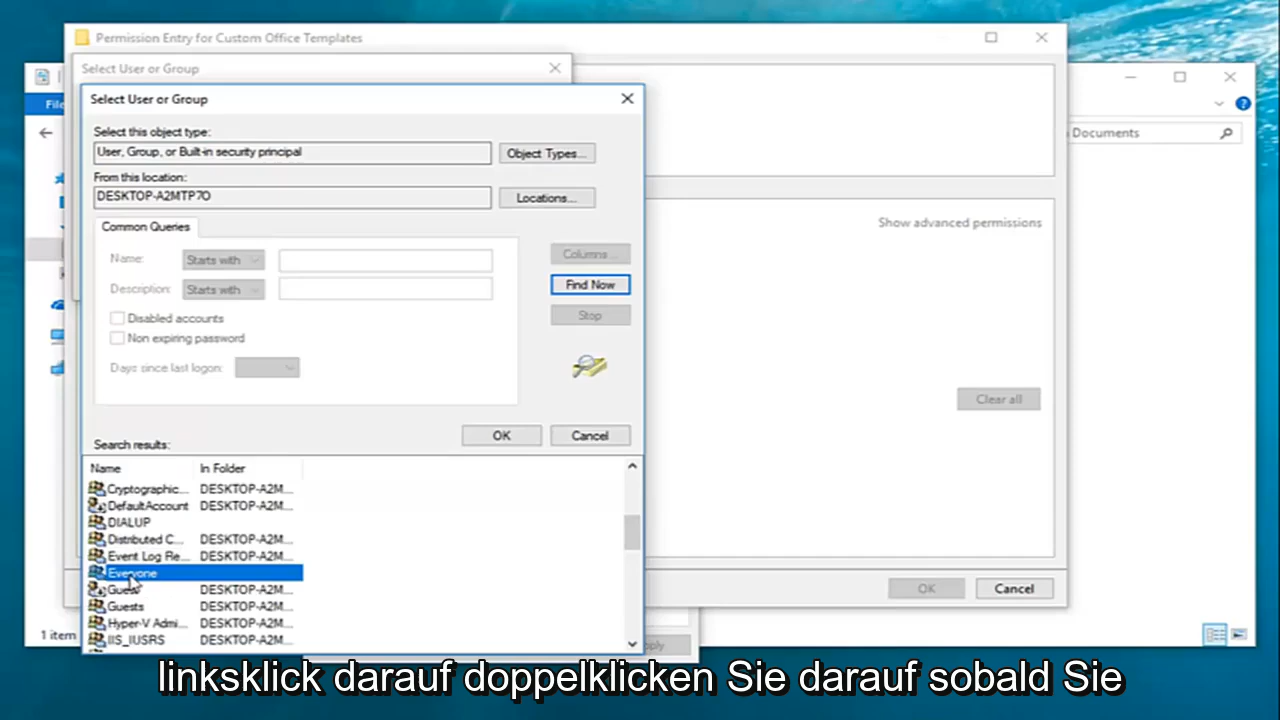 Permission Entry for Custom Office Templates
Select User or Group
Select User or Group
File
Select this object type:
User, Group, or Built-in security principal
Object Types...
Documents
From this location:
DESKTOP-A2MTP7O
Locations...
Common Queries
Show advanced permissions
Name:
Starts with
Columns...
Description:
Starts with
Find Now
Disabled accounts
Stop
Non expiring password
Days since last logon:
Clear all
OK
Cancel
Search results:
Name
In Folder
Cryptographic...
DESKTOP-A2M...
DefaultAccount
DESKTOP-A2M...
DIALUP
Distributed C...
DESKTOP-A2M...
Event Log Re...
DESKTOP-A2M...
Everyone
Guest
DESKTOP-A2M...
Guests
DESKTOP-A2M...
Hyper-V Admi...
DESKTOP-A2M...
IIS_IUSRS
DESKTOP-A2M...
OK
Cancel
1 item
linksklick darauf doppelklicken Sie darauf sobald Sie